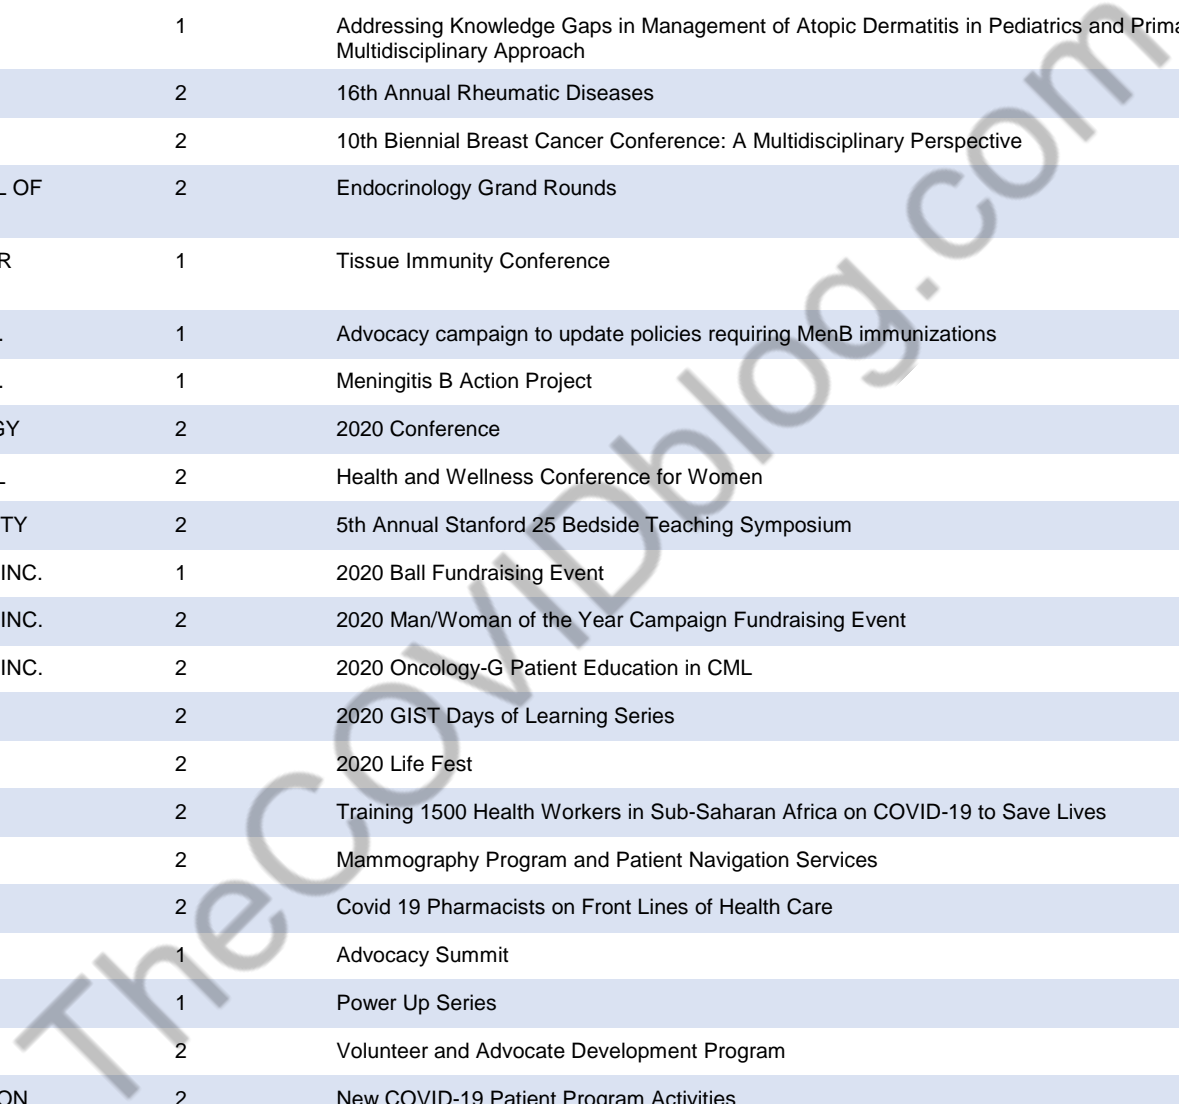 1 Addressing Knowledge Gaps in Management of Atopic Dermatitis in Pediatrics and
Multidisciplinary Approach
2 16th Annual Rheumatic Diseases
2 10th Biennial Breast Cancer Conference: A Multidisciplinary Perspective
OF 2 Endocrinology Grand Rounds
R 1 Tissue Immunity Conference
. 1 Advocacy campaign to update policies requiring MenB immunizations
. 1 Meningitis B Action Project
GY 2 2020 Conference
L 2 Health and Wellness Conference for Women
TY 2 5th Annual Stanford 25 Bedside Teaching Symposium
INC. 1 2020 Ball Fundraising Event
INC. 2 2020 Man/Woman of the Year Campaign Fundraising Event
INC. 2 2020 Oncology-G Patient Education in CML
2 2020 GIST Days of Learning Series
2 2020 Life Fest
2 Training 1500 Health Workers in Sub-Saharan Africa on COVID-19 to Save Lives
2 Mammography Program and Patient Navigation Services
2 Covid 19 Pharmacists on Front Lines of Health Care
1 Advocacy Summit
1 Power Up Series
2 Volunteer and Advocate Development Program
ON 2 New COVID-19 Patient Program Activities
TheCOVIDblog.com